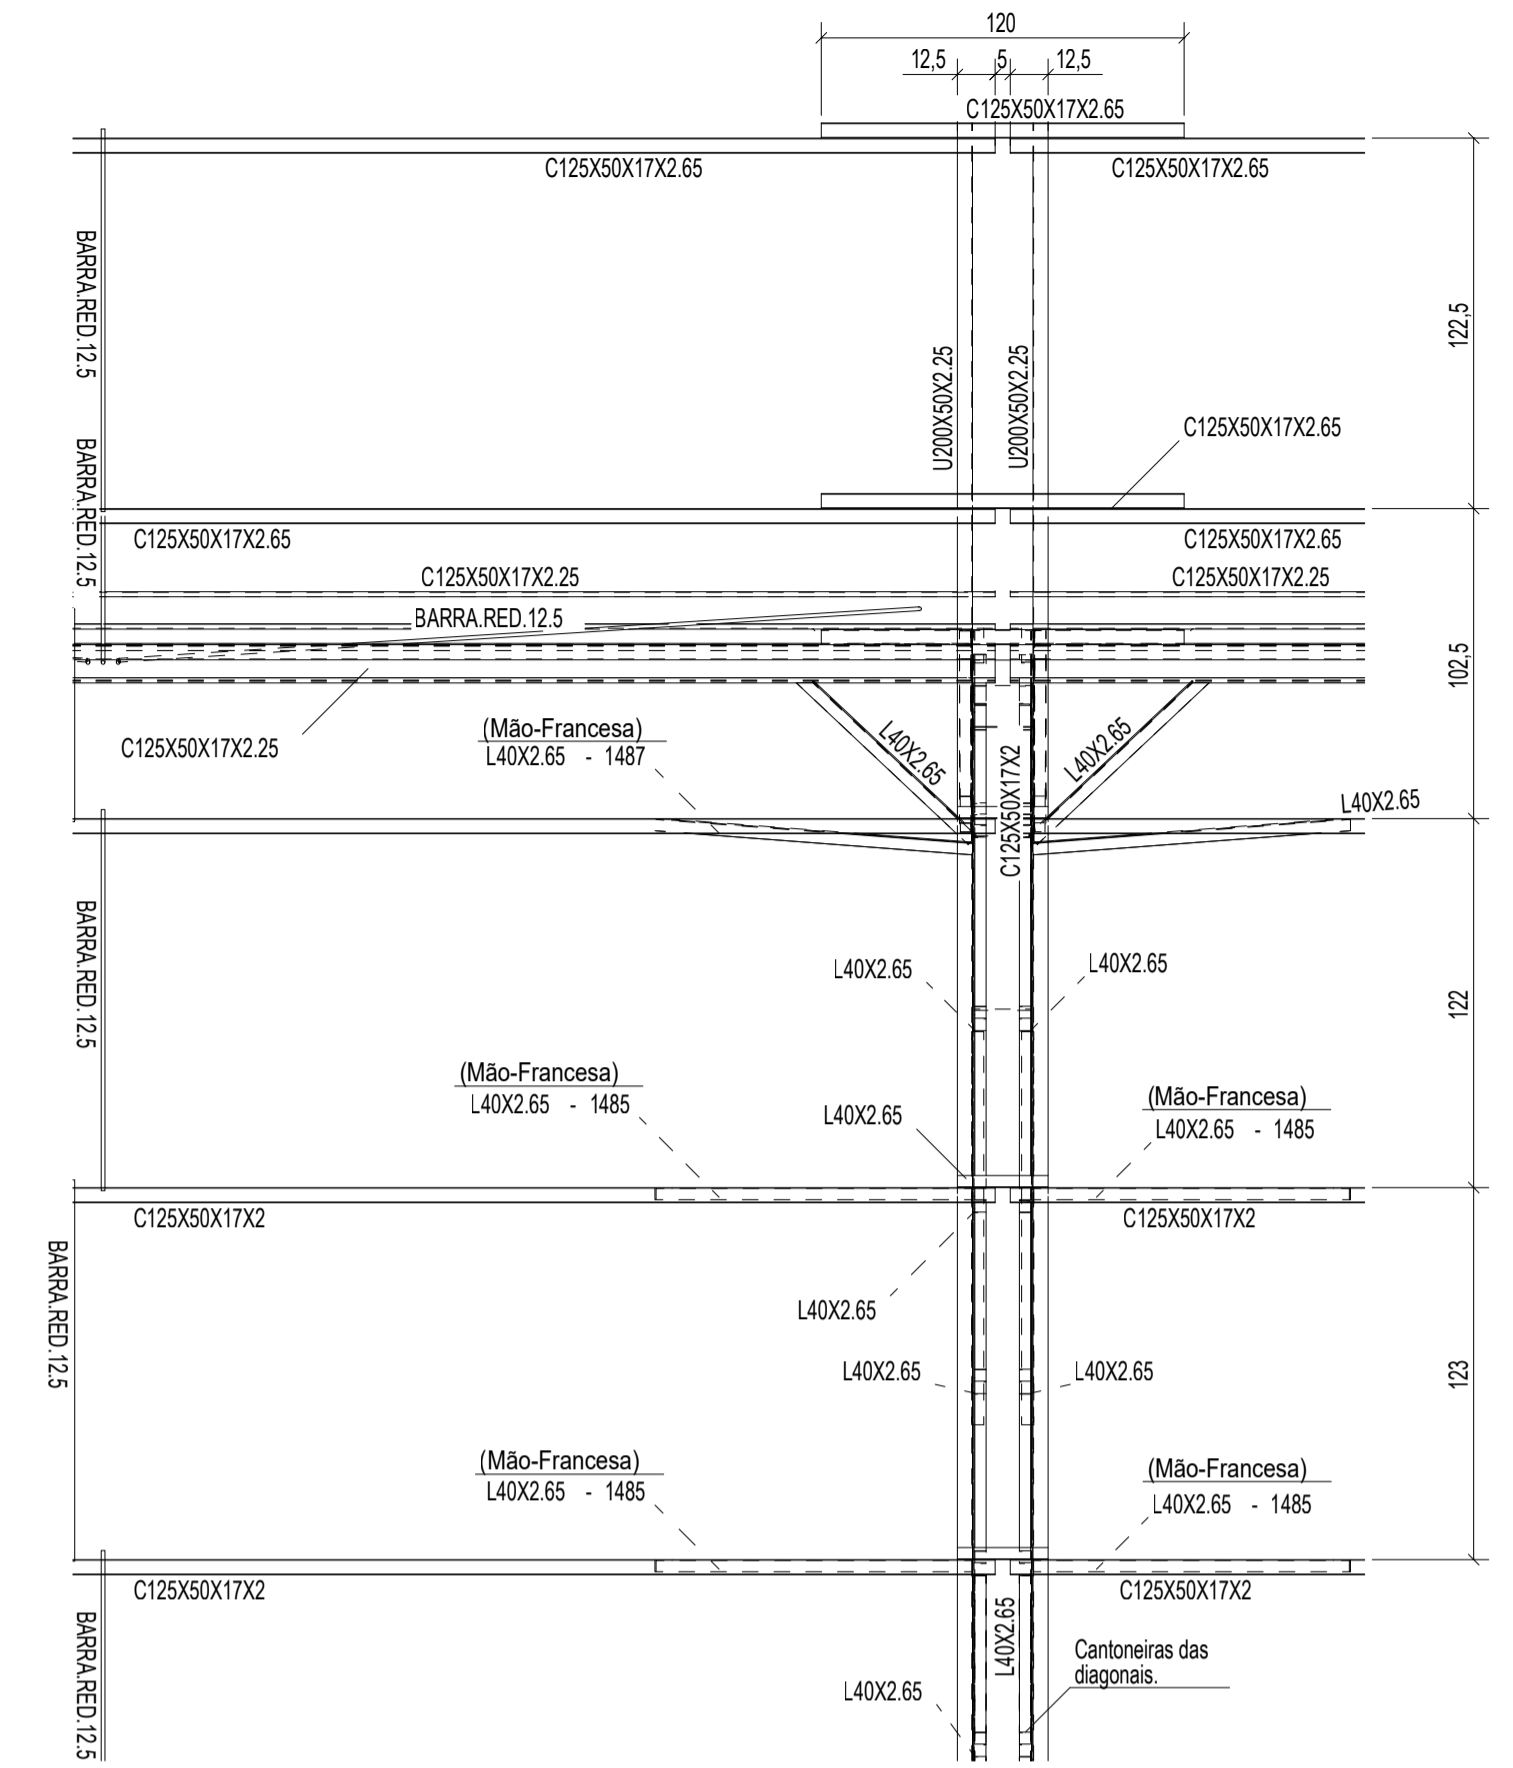 120
12,5
5
12,5
C125X50X17X2.65
C125X50X17X2.65
C125X50X17X2.65
BARRA.RED.12.5
122,5
U200X50X2.25
U200X50X2.25
C125X50X17X2.65
BARRA.RED.12.5
C125X50X17X2.65
C125X50X17X2.65
C125X50X17X2.25
C125X50X17X2.25
BARRA.RED.12.5
102,5
(Mão-Francesa)
L40X2.65 - 1487
C125X50X17X2.25
L40X2.65
L40X2.65
C125X50X17X2
L40X2.65
BARRA.RED.12.5
L40X2.65
L40X2.65
122
(Mão-Francesa)
L40X2.65 - 1485
L40X2.65
(Mão-Francesa)
L40X2.65 - 1485
C125X50X17X2
C125X50X17X2
BARRA.RED.12.5
L40X2.65
L40X2.65
L40X2.65
123
(Mão-Francesa)
L40X2.65 - 1485
(Mão-Francesa)
L40X2.65 - 1485
C125X50X17X2
C125X50X17X2
BARRA.RED.12.5
L40X2.65
Cantoneiras das
diagonais.
L40X2.65